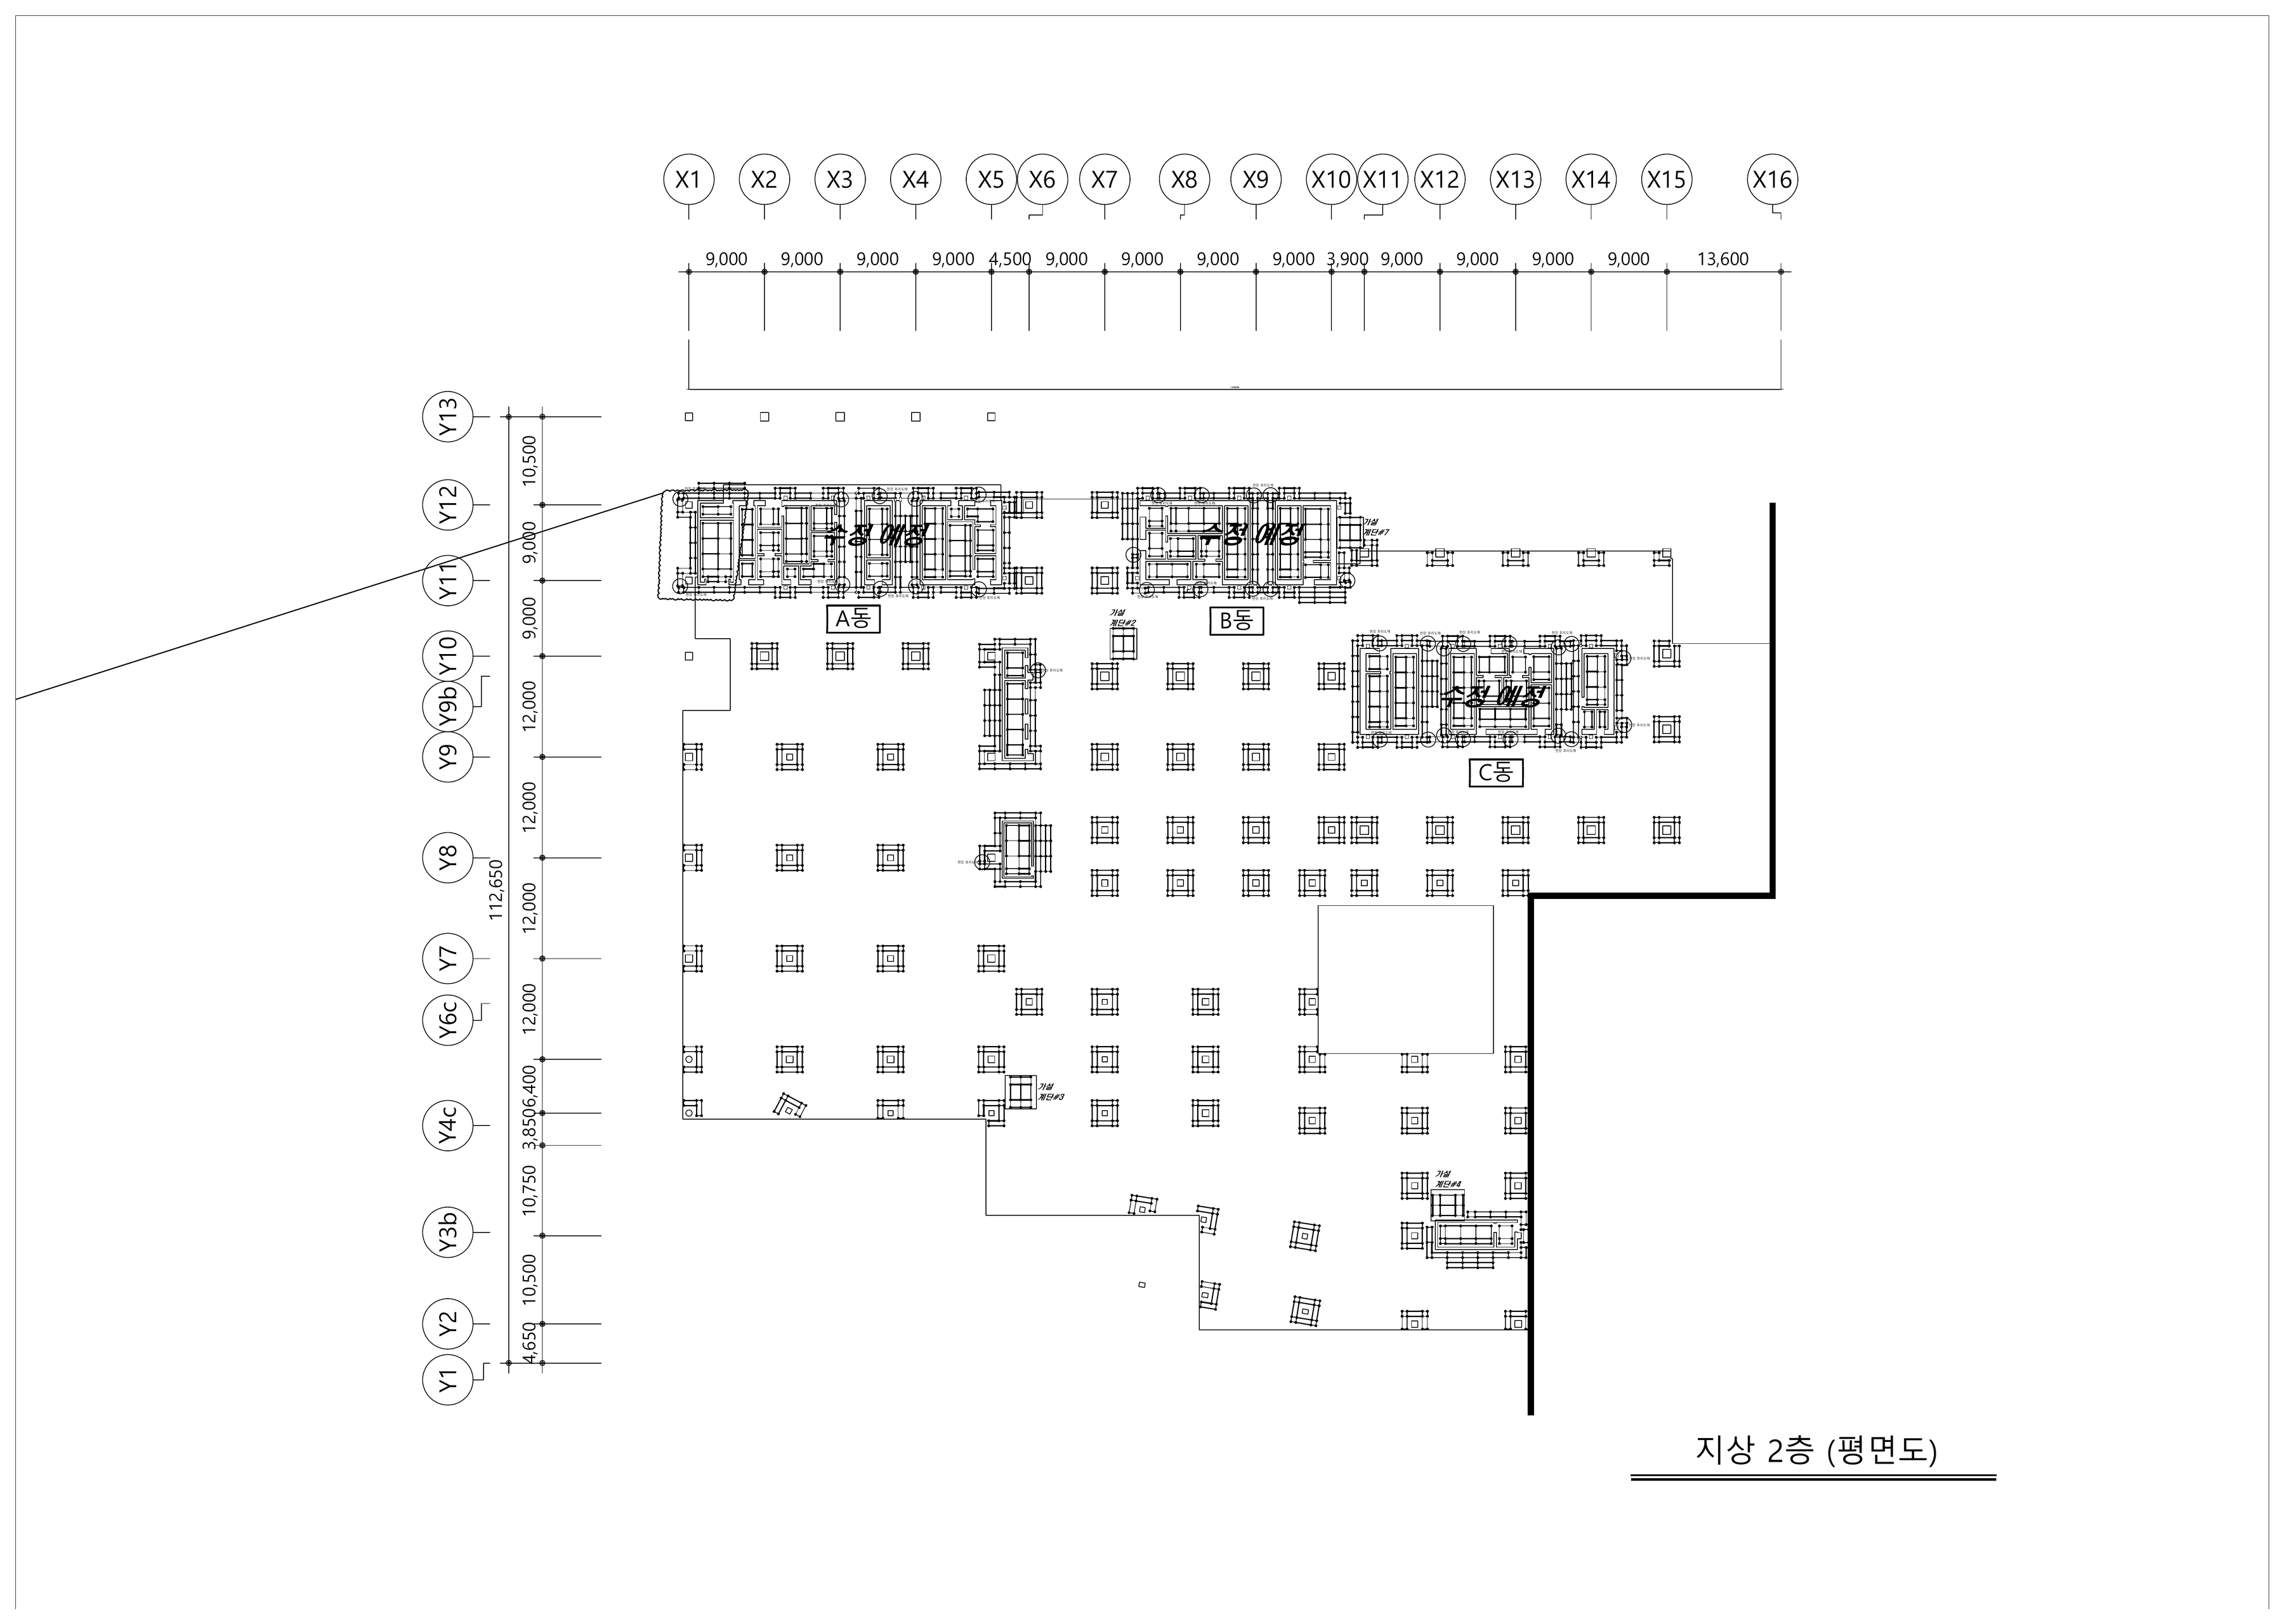 X1 X2 X3 X4 X5 X6 X7 X8 X9 X10 X11 X12 X13 X14 X15 X16
9,000 9,000 9,000 9,000 4,500 9,000 9,000 9,000 9,000 3,900 9,000 9,000 9,000 9,000 13,600
Y13
10,500
Y12
9,000
Y11
9,000
Y10
Y9b
12,000
Y9
12,000
Y8
112,650
12,000
Y7
12,000
Y6c
6,400
Y4c
3,850
10,750
Y3b
10,500
Y2
4,650
Y1
수정 예정
수정 예정
가설
계단#7
A동
가설
계단#2
B동
수정 예정
C동
가설
계단#3
가설
계단#4
지상 2층 (평면도)